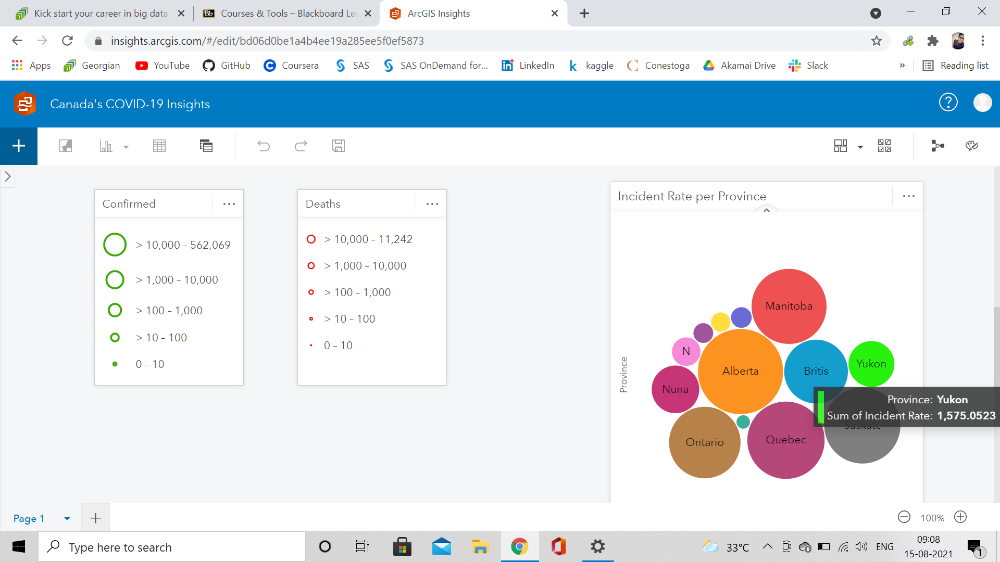 Kick start your career in big data
Courses & Tools – Blackboard Lea
ArcGIS Insights
insights.arcgis.com/#/edit/bd06d0be1a4b4ee19a285ee5f0ef5873
Apps
Georgian
YouTube
GitHub
Coursera
SAS
SAS OnDemand for...
LinkedIn
kaggle
Conestoga
Akamai Drive
Slack
»
Reading list
Canada's COVID-19 Insights
?
Confirmed
> 10,000 – 562,069
> 1,000 – 10,000
> 100 – 1,000
> 10 – 100
0 – 10
Deaths
> 10,000 – 11,242
> 1,000 – 10,000
> 100 – 1,000
> 10 – 100
0 – 10
Incident Rate per Province
Province
Manitoba
N
Alberta
Britis
Yukon
Nuna
Ontario
Quebec
Saskatc
Province: Yukon
Sum of Incident Rate: 1,575.0523
Page 1
100%
Type here to search
33°C
ENG
09:08
15-08-2021
1